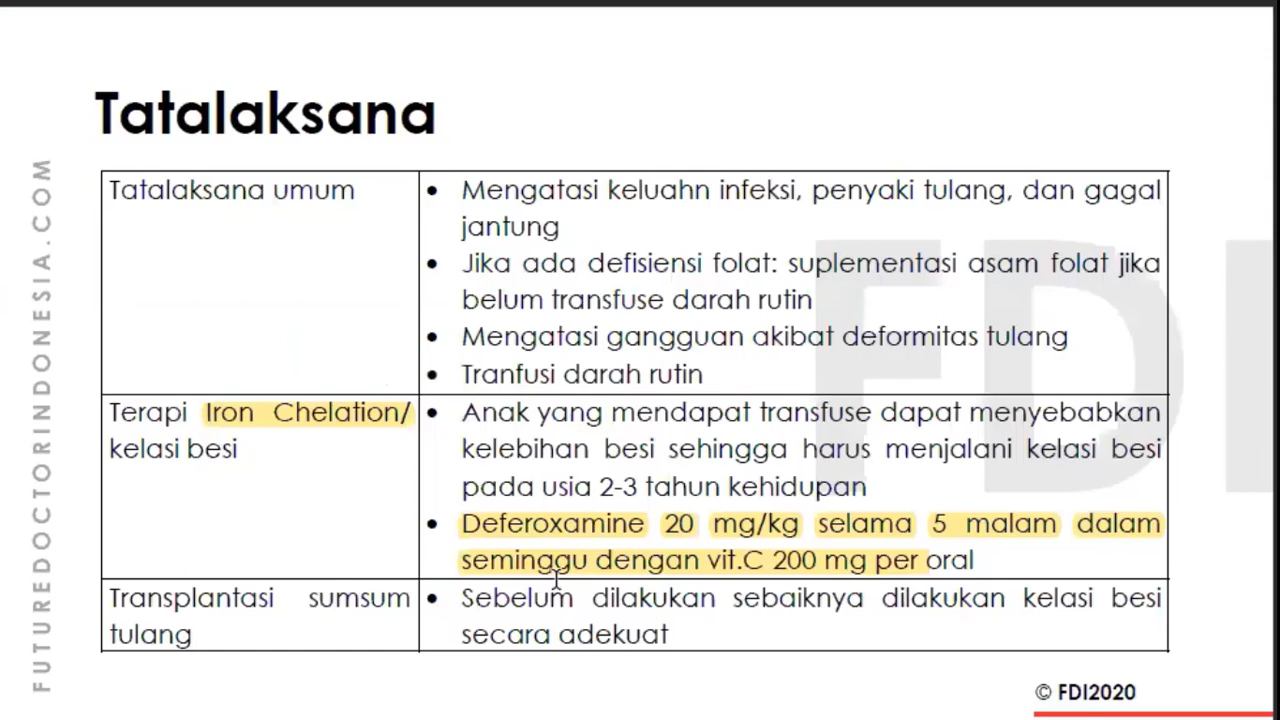 Tatalaksana
Tatalaksana umum
• Mengatasi keluahn infeksi, penyaki tulang, dan gagal
jantung
• Jika ada defisiensi folat: suplementasi asam folat jika
belum transfuse darah rutin
• Mengatasi gangguan akibat deformitas tulang
• Tranfusi darah rutin
Terapi Iron Chelation/
kelasi besi
• Anak yang mendapat transfuse dapat menyebabkan
kelebihan besi sehingga harus menjalani kelasi besi
pada usia 2-3 tahun kehidupan
• Deferoxamine 20 mg/kg selama 5 malam dalam
seminggu dengan vit.C 200 mg per oral
Transplantasi sumsum
tulang
• Sebelum dilakukan sebaiknya dilakukan kelasi besi
secara adekuat
FUTUREDOCTORINDONESIA.COM
FDI
© FDI2020